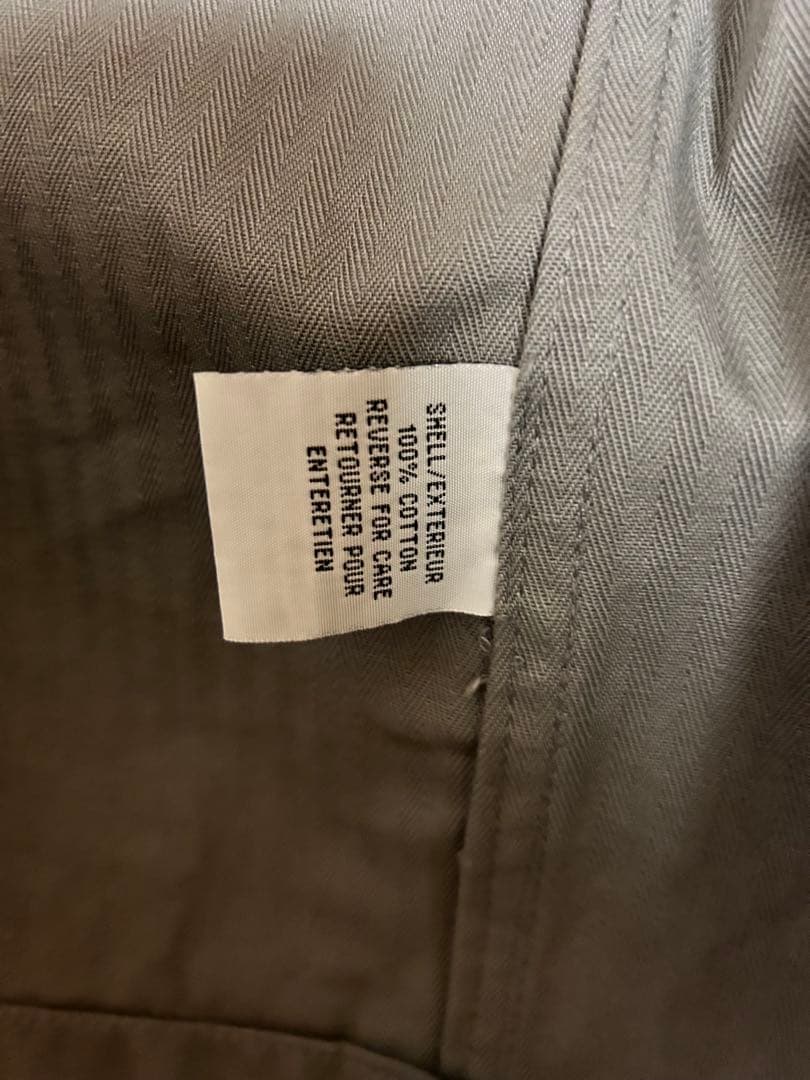 SHELL/EXTERIEUR
100% COTTON
REVERSE FOR CARE
RETOURNER POUR
ENTERETIEN